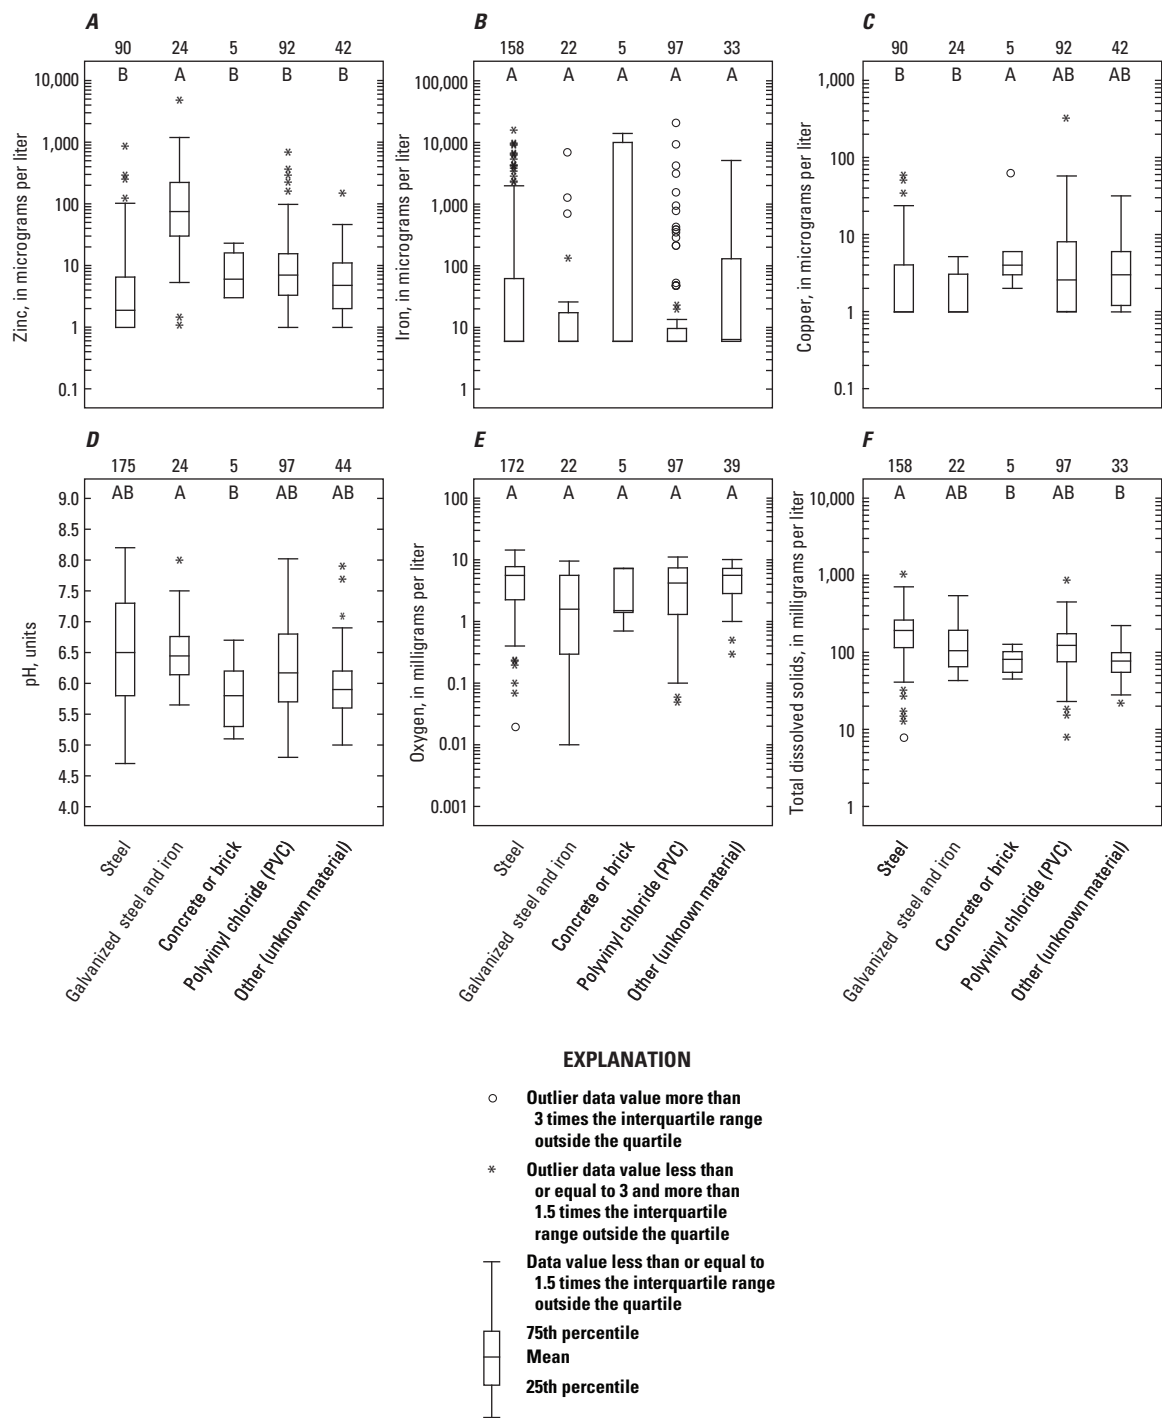 A
90 24 5 92 42
B A B B B
10,000
1,000
100
10
1
0.1
Zinc, in micrograms per liter
B
158 22 5 97 33
A A A A A
100,000
10,000
1,000
100
10
1
Iron, in micrograms per liter
C
90 24 5 92 42
B B A AB AB
1,000
100
10
1
0.1
Copper, in micrograms per liter
D
175 24 5 97 44
AB A B AB AB
9.0
8.5
8.0
7.5
7.0
6.5
6.0
5.5
5.0
4.5
4.0
pH, units
Steel
Galvanized steel and iron
Concrete or brick
Polyvinyl chloride (PVC)
Other (unknown material)
E
172 22 5 97 39
A A A A A
100
10
1
0.1
0.01
0.001
Oxygen, in milligrams per liter
Steel
Galvanized steel and iron
Concrete or brick
Polyvinyl chloride (PVC)
Other (unknown material)
F
158 22 5 97 33
A AB B AB B
10,000
1,000
100
10
1
Total dissolved solids, in milligrams per liter
Steel
Galvanized steel and iron
Concrete or brick
Polyvinyl chloride (PVC)
Other (unknown material)
EXPLANATION
Outlier data value more than
3 times the interquartile range
outside the quartile
Outlier data value less than
or equal to 3 and more than
1.5 times the interquartile
range outside the quartile
Data value less than or equal to
1.5 times the interquartile range
outside the quartile
75th percentile
Mean
25th percentile